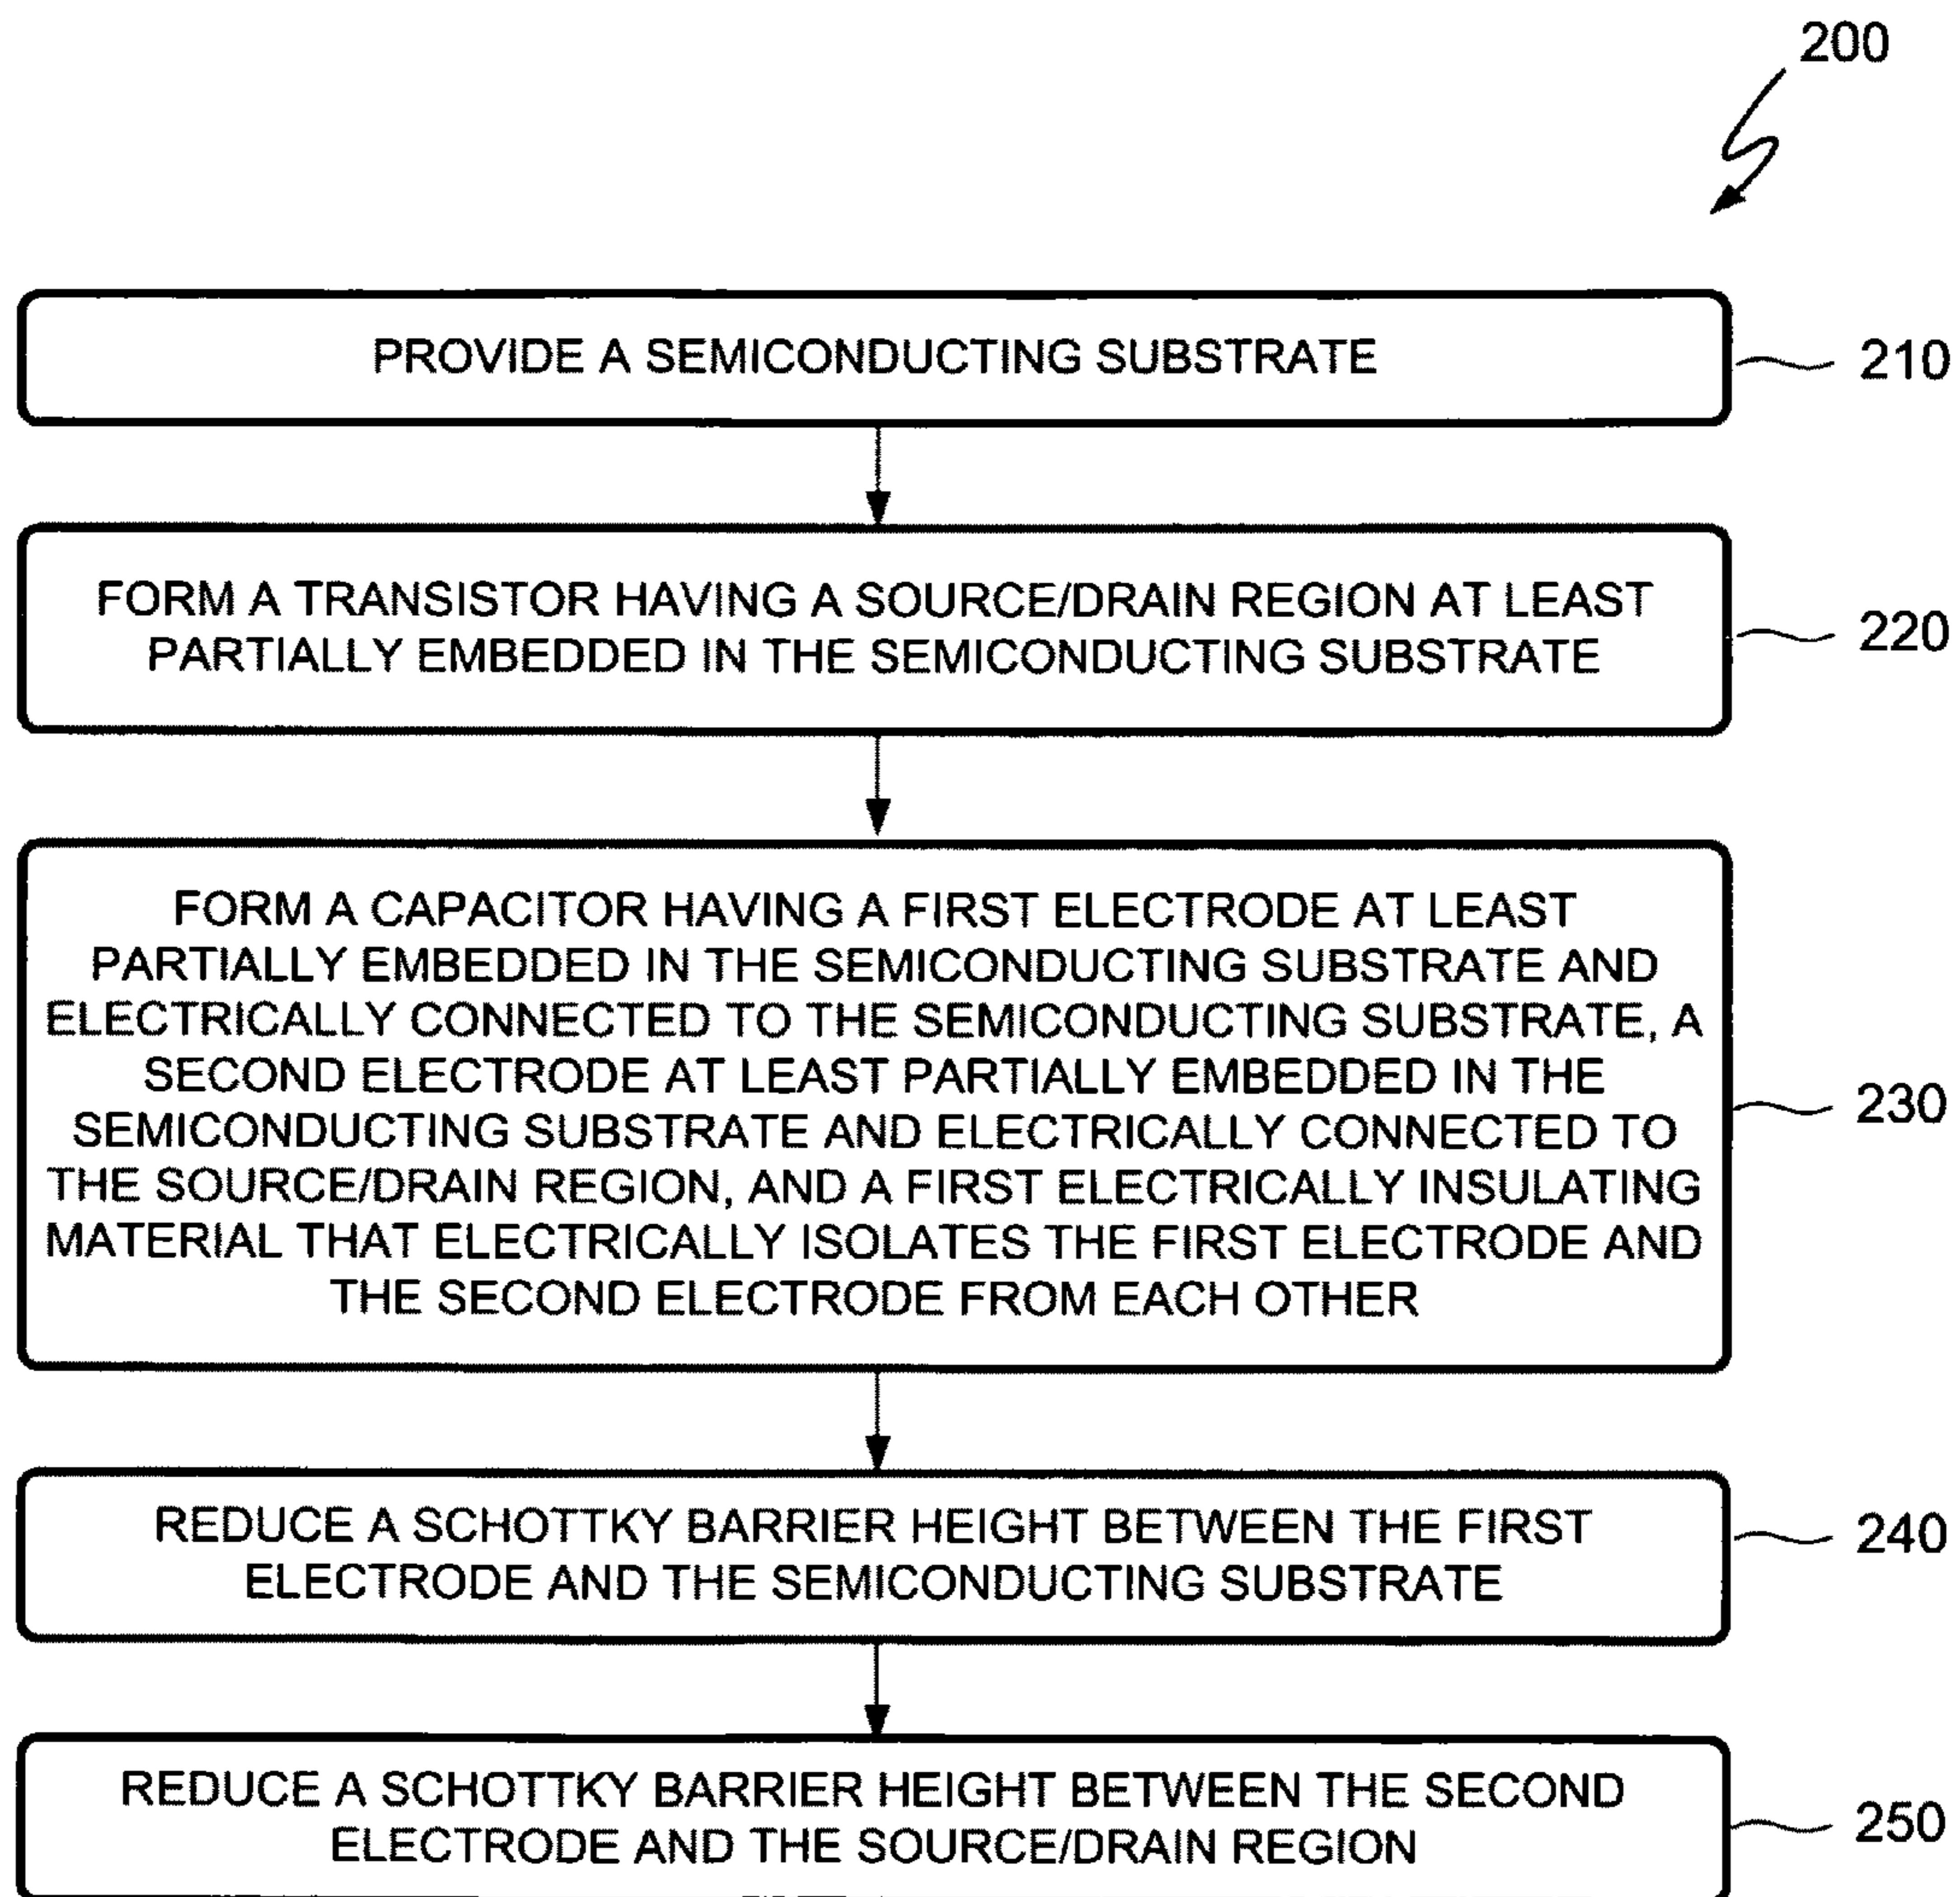 200
PROVIDE A SEMICONDUCTING SUBSTRATE
210
FORM A TRANSISTOR HAVING A SOURCE/DRAIN REGION AT LEAST
PARTIALLY EMBEDDED IN THE SEMICONDUCTING SUBSTRATE
220
FORM A CAPACITOR HAVING A FIRST ELECTRODE AT LEAST
PARTIALLY EMBEDDED IN THE SEMICONDUCTING SUBSTRATE AND
ELECTRICALLY CONNECTED TO THE SEMICONDUCTING SUBSTRATE, A
SECOND ELECTRODE AT LEAST PARTIALLY EMBEDDED IN THE
SEMICONDUCTING SUBSTRATE AND ELECTRICALLY CONNECTED TO
THE SOURCE/DRAIN REGION, AND A FIRST ELECTRICALLY INSULATING
MATERIAL THAT ELECTRICALLY ISOLATES THE FIRST ELECTRODE AND
THE SECOND ELECTRODE FROM EACH OTHER
230
REDUCE A SCHOTTKY BARRIER HEIGHT BETWEEN THE FIRST
ELECTRODE AND THE SEMICONDUCTING SUBSTRATE
240
REDUCE A SCHOTTKY BARRIER HEIGHT BETWEEN THE SECOND
ELECTRODE AND THE SOURCE/DRAIN REGION
250